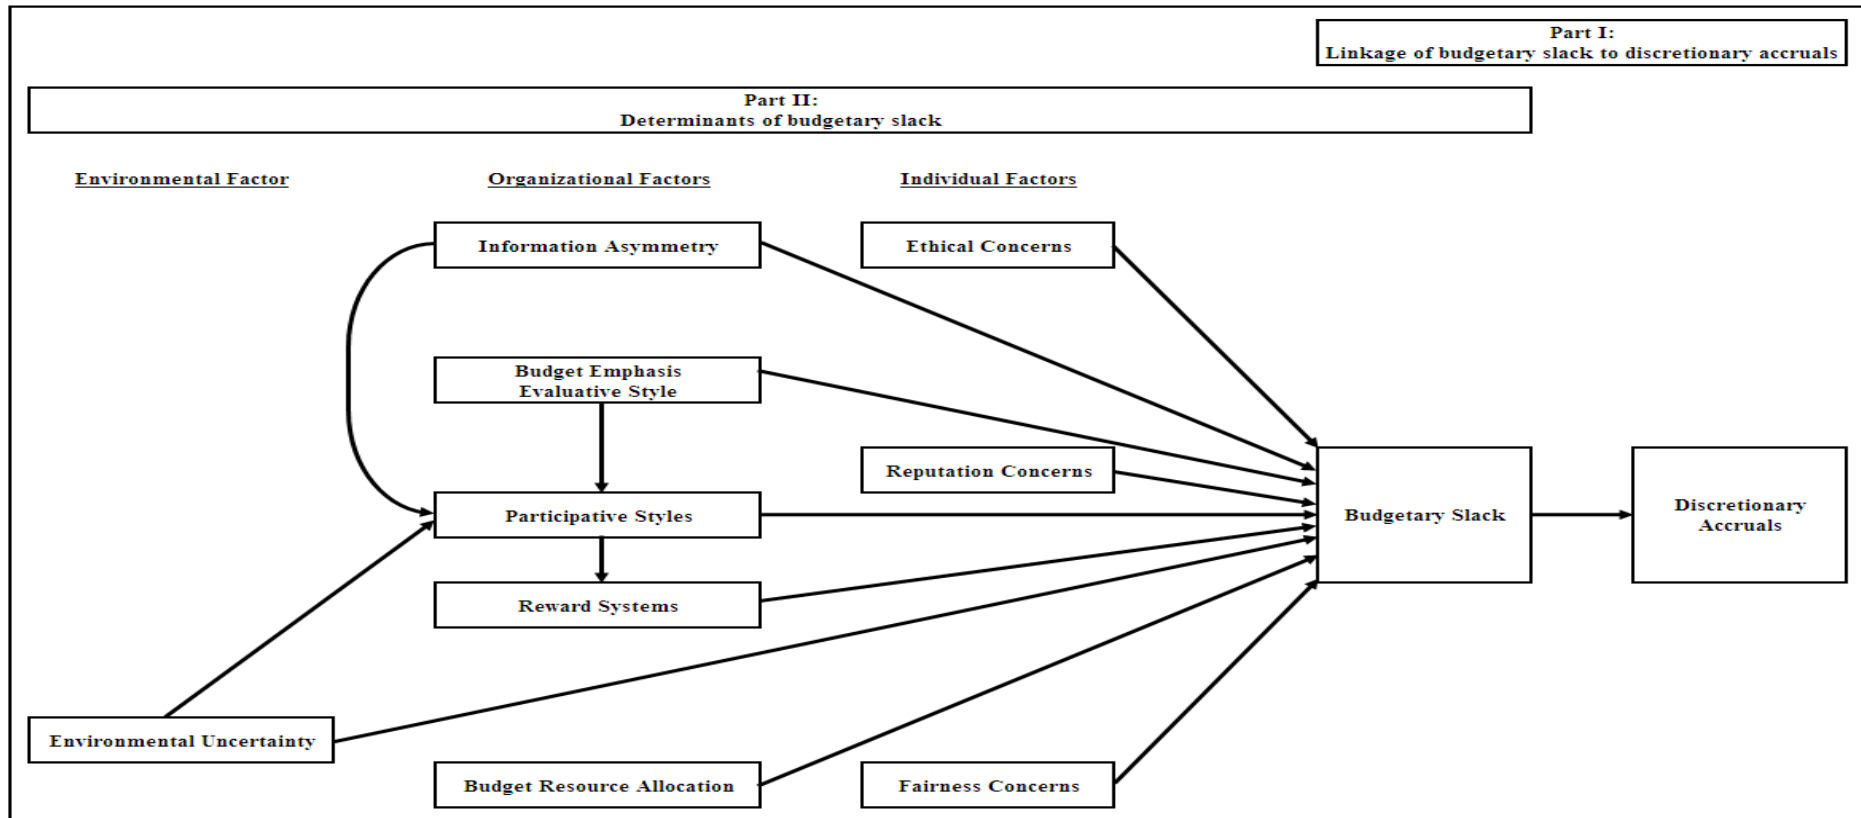 Part I:
Linkage of budgetary slack to discretionary accruals
Part II:
Determinants of budgetary slack
Environmental Factor
Organizational Factors
Individual Factors
Information Asymmetry
Ethical Concerns
Budget Emphasis
Evaluative Style
Reputation Concerns
Participative Styles
Budgetary Slack
Discretionary
Accruals
Reward Systems
Environmental Uncertainty
Budget Resource Allocation
Fairness Concerns